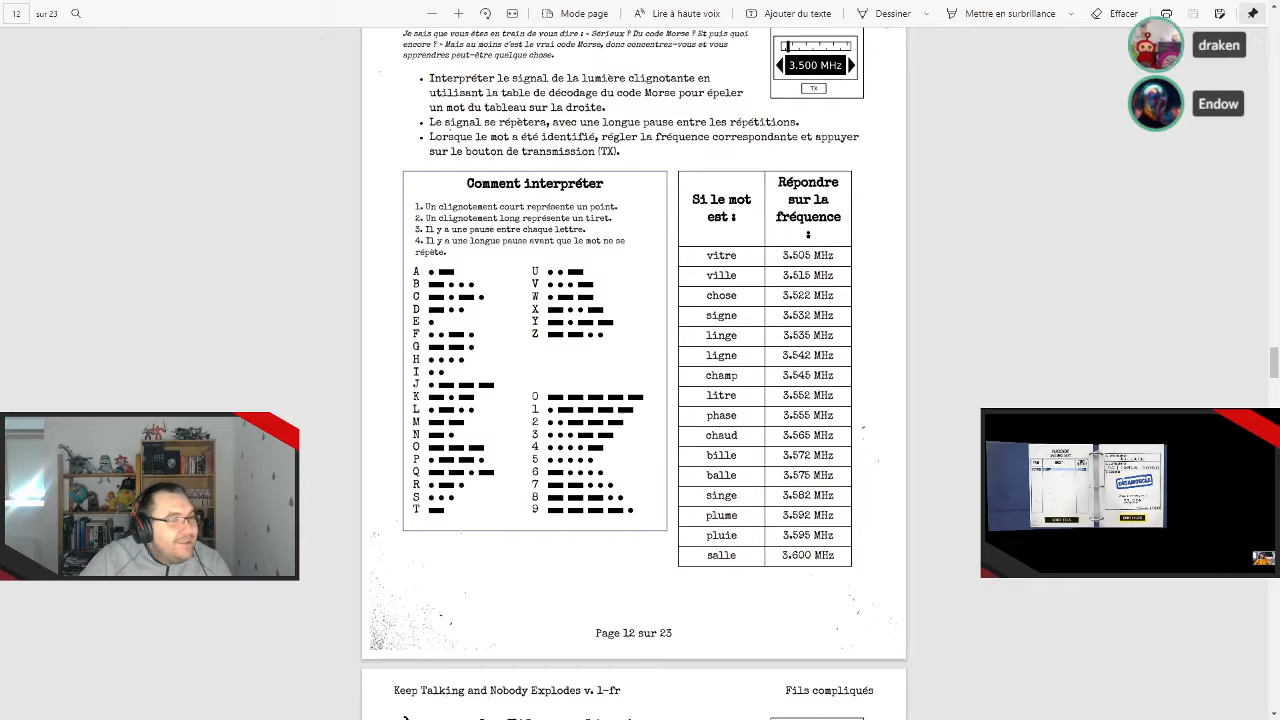 12 sur 23 Mode page Lire à haute voix Ajouter du texte Dessiner Mettre en surbrillance Effacer
draken
Endow
Je sais que vous êtes en train de vous dire : « Sérieux ? Du code Morse ? Et puis quoi
encore ? » Mais au moins c'est le vrai code Morse, donc concentrez-vous et vous
apprendrez peut-être quelque chose.
3.500 MHz
TX
• Interpréter le signal de la lumière clignotante en
utilisant la table de décodage du code Morse pour épeler
un mot du tableau sur la droite.
• Le signal se répètera, avec une longue pause entre les répétitions.
• Lorsque le mot a été identifié, régler la fréquence correspondante et appuyer
sur le bouton de transmission (TX).
Comment interpréter
1. Un clignotement court représente un point.
2. Un clignotement long représente un tiret.
3. Il y a une pause entre chaque lettre.
4. Il y a une longue pause avant que le mot ne se
répète.
A
B
C
D
E
F
G
H
I
J
K
L
M
N
O
P
Q
R
S
T
U
V
W
X
Y
Z
0
1
2
3
4
5
6
7
8
9
Si le mot
est :
Répondre
sur la
fréquence
:
vitre 3.505 MHz
ville 3.515 MHz
chose 3.522 MHz
signe 3.532 MHz
linge 3.535 MHz
ligne 3.542 MHz
champ 3.545 MHz
litre 3.552 MHz
phase 3.555 MHz
chaud 3.565 MHz
bille 3.572 MHz
balle 3.575 MHz
singe 3.582 MHz
plume 3.592 MHz
pluie 3.595 MHz
salle 3.600 MHz
DÉSAMORCÉE
Page 12 sur 23
Keep Talking and Nobody Explodes v. 1-fr Fils compliqués